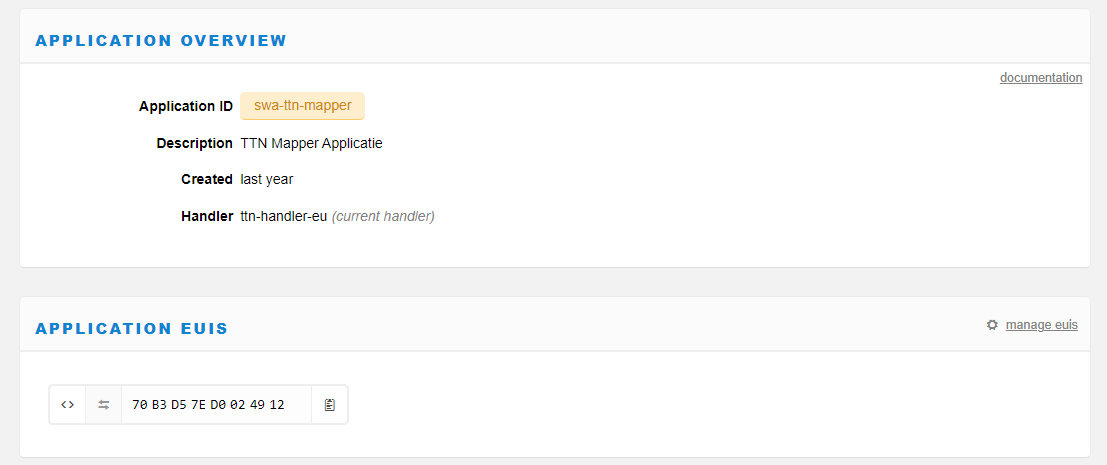 APPLICATION OVERVIEW
documentation
Application ID swa-ttn-mapper
Description TTN Mapper Applicatie
Created last year
Handler ttn-handler-eu (current handler)
APPLICATION EUIS
manage euis
<> 70 B3 D5 7E D0 02 49 12